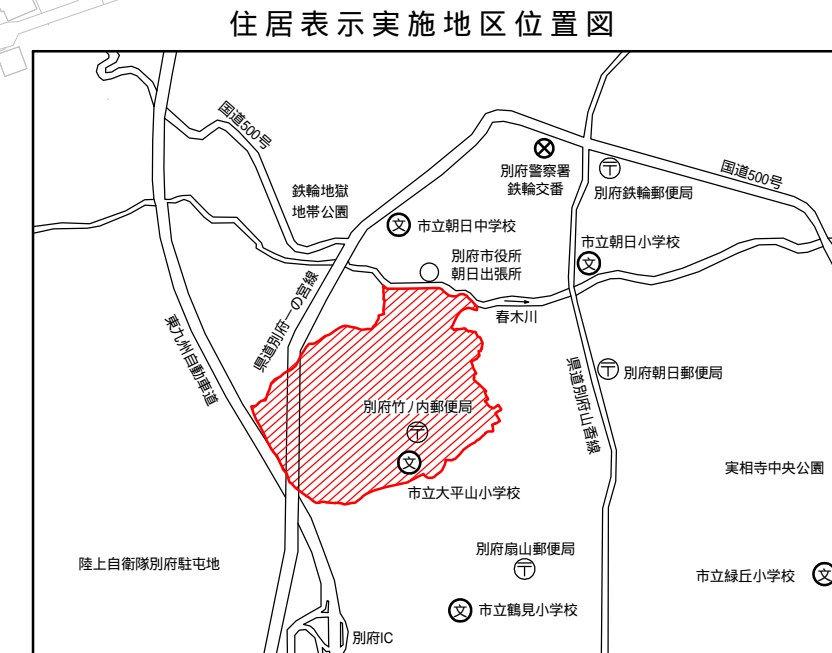 住居表示実施地区位置図
国道500号
鉄輪地獄
地帯公園
別府警察署
鉄輪交番
別府鉄輪郵便局
国道500号
市立朝日中学校
市立朝日小学校
別府市役所
朝日出張所
春木川
県道別府一の宮線
東九州自動車道
県道別府山香線
別府朝日郵便局
別府竹ノ内郵便局
実相寺中央公園
市立大平山小学校
陸上自衛隊別府駐屯地
別府扇山郵便局
市立緑丘小学校
市立鶴見小学校
別府IC